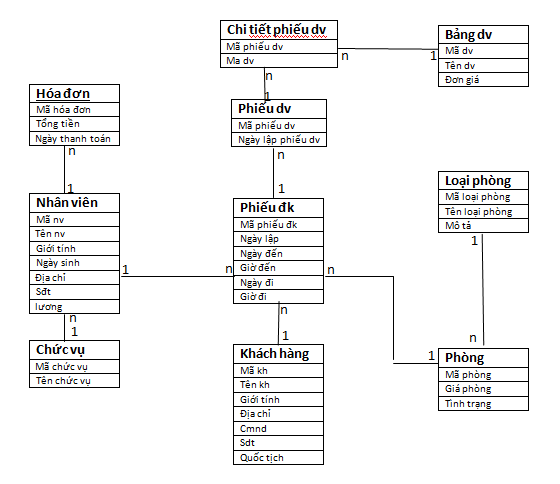 Chi tiết phiếu dv
Mã phiếu dv
Ma dv
n
1
Bảng dv
Mã dv
Tên dv
Đơn giá
n
1
Hóa đơn
Mã hóa đơn
Tổng tiền
Ngày thanh toán
n
1
Phiếu dv
Mã phiếu dv
Ngày lập phiếu dv
n
1
Nhân viên
Mã nv
Tên nv
Giới tính
Ngày sinh
Địa chỉ
Sđt
lương
1
n
n
1
Phiếu đk
Mã phiếu đk
Ngày lập
Ngày đến
Giờ đến
Ngày đi
Giờ đi
n
n
1
Loại phòng
Mã loại phòng
Tên loại phòng
Mô tả
1
n
Chức vụ
Mã chức vụ
Tên chức vụ
Khách hàng
Mã kh
Tên kh
Giới tính
Địa chỉ
Cmnd
Sdt
Quốc tịch
1
Phòng
Mã phòng
Giá phòng
Tình trạng